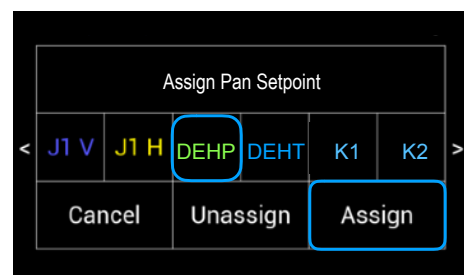 Assign Pan Setpoint
< J1 V J1 H DEHP DEHT K1 K2 >
Cancel Unassign Assign